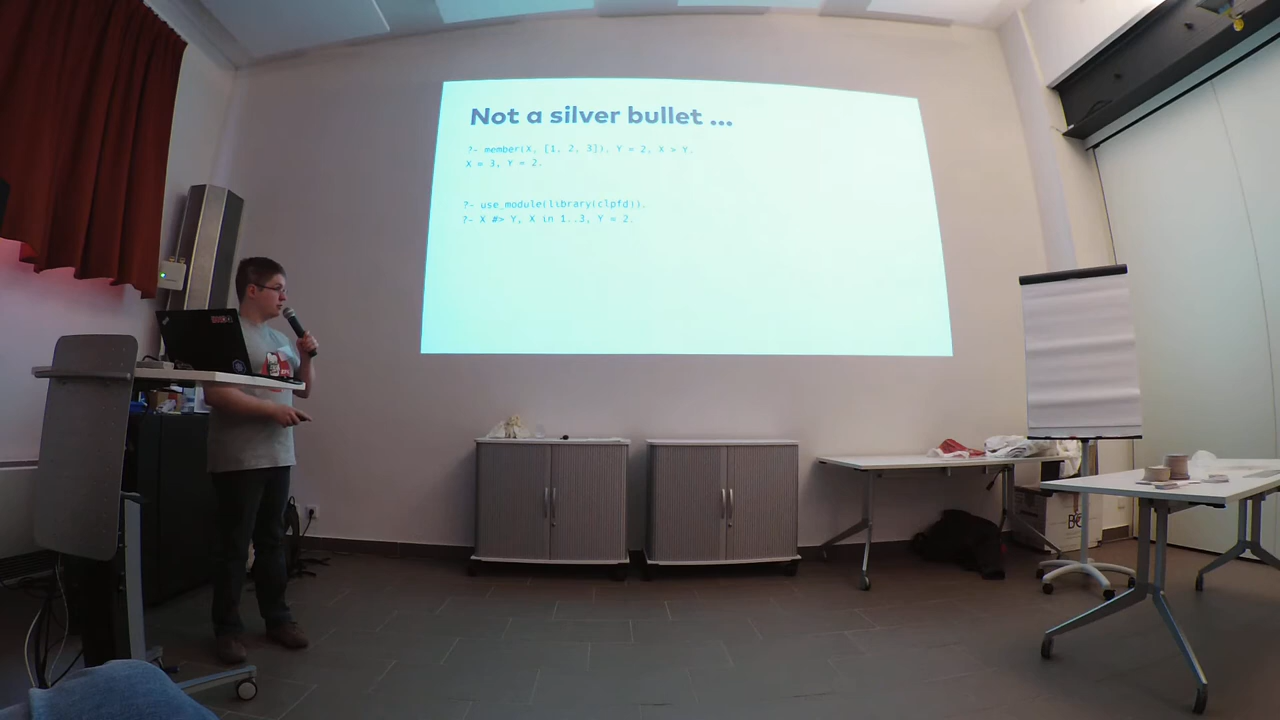 Not a silver bullet ...
?- member(X, [1, 2, 3]), Y = 2, X > Y.
X = 3, Y = 2.
?- use_module(library(clpfd)).
?- X #> Y, X in 1..3, Y = 2.